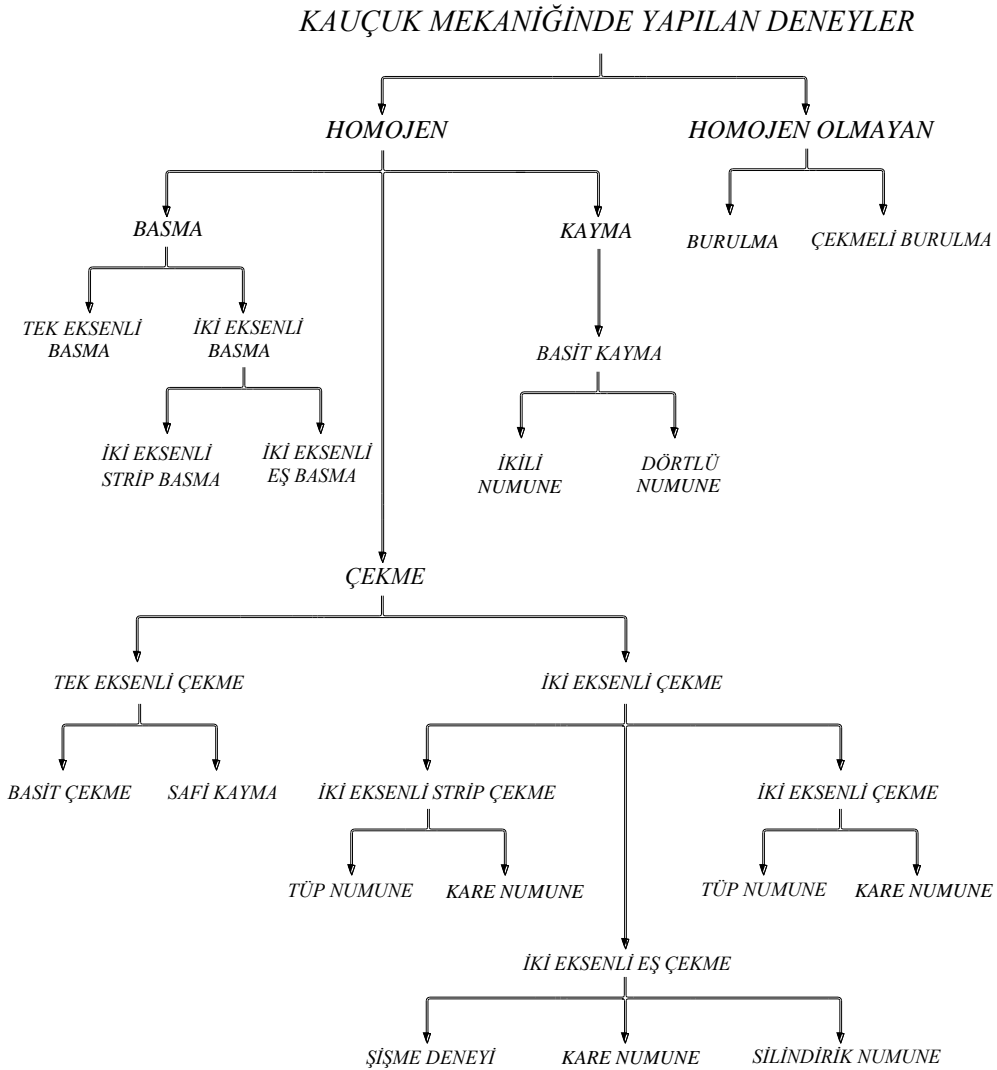 KAUÇUK MEKANİĞİNDE YAPILAN DENEYLER
HOMOJEN
HOMOJEN OLMAYAN
BASMA
KAYMA
BURULMA
ÇEKMELİ BURULMA
TEK EKSENLİ
BASMA
İKİ EKSENLİ
BASMA
BASİT KAYMA
İKİ EKSENLİ
STRİP BASMA
İKİ EKSENLİ
EŞ BASMA
İKİLİ
NUMUNE
DÖRTLÜ
NUMUNE
ÇEKME
TEK EKSENLİ ÇEKME
İKİ EKSENLİ ÇEKME
BASİT ÇEKME
SAFİ KAYMA
İKİ EKSENLİ STRİP ÇEKME
İKİ EKSENLİ ÇEKME
TÜP NUMUNE
KARE NUMUNE
TÜP NUMUNE
KARE NUMUNE
İKİ EKSENLİ EŞ ÇEKME
ŞİŞME DENEYİ
KARE NUMUNE
SİLİNDİRİK NUMUNE